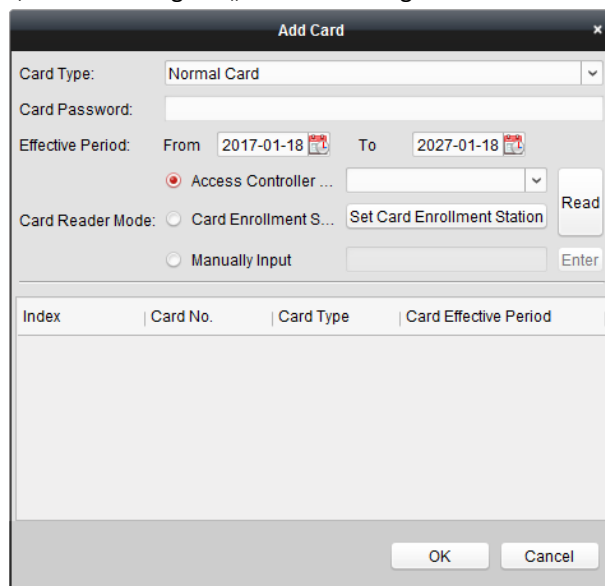 Add Card ×
Card Type: Normal Card
Card Password:
Effective Period: From 2017-01-18 To 2027-01-18
Access Controller ...
Read
Card Reader Mode: Card Enrollment S... Set Card Enrollment Station
Manually Input Enter
Index Card No. Card Type Card Effective Period
OK Cancel